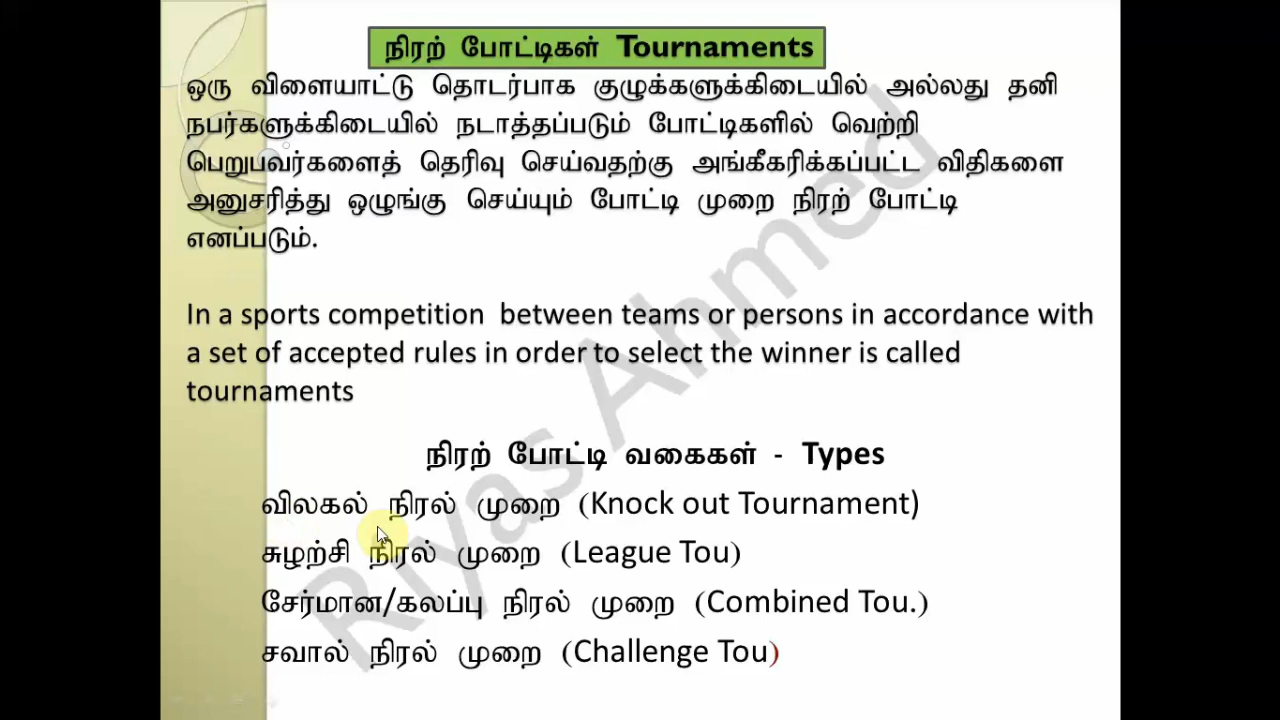 நிரற் போட்டிகள் Tournaments
ஒரு விளையாட்டு தொடர்பாக குழுக்களுக்கிடையில் அல்லது தனி
நபர்களுக்கிடையில் நடாத்தப்படும் போட்டிகளில் வெற்றி
பெறுபவர்களைத் தெரிவு செய்வதற்கு அங்கீகரிக்கப்பட்ட விதிகளை
அனுசரித்து ஒழுங்கு செய்யும் போட்டி முறை நிரற் போட்டி
எனப்படும்.
In a sports competition between teams or persons in accordance with
a set of accepted rules in order to select the winner is called
tournaments
நிரற் போட்டி வகைகள் - Types
விலகல் நிரல் முறை (Knock out Tournament)
சுழற்சி நிரல் முறை (League Tou)
சேர்மான/கலப்பு நிரல் முறை (Combined Tou.)
சவால் நிரல் முறை (Challenge Tou)
Riyas Ahmed